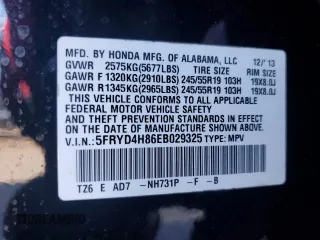 MFD. BY HONDA MFG. OF ALABAMA, LLC 12/'13
GVWR 2575KG(5677LBS) TIRE SIZE RIM SIZE
GAWR F 1320KG(2910LBS) 245/55R19 103H 19X8.0J
GAWR R1345KG(2965LBS) 245/55R19 103H 19X8.0J
THIS VEHICLE CONFORMS TO ALL APPLICABLE
FEDERAL MOTOR VEHICLE SAFETY
AND THEFT PREVENTION STANDARDS IN EFFECT
ON THE DATE OF MANUFACTURE SHOWN ABOVE.
V.I.N.: 5FRYD4H86EB029325 TYPE: MPV
TZ6 E AD7 -NH731P -F -B